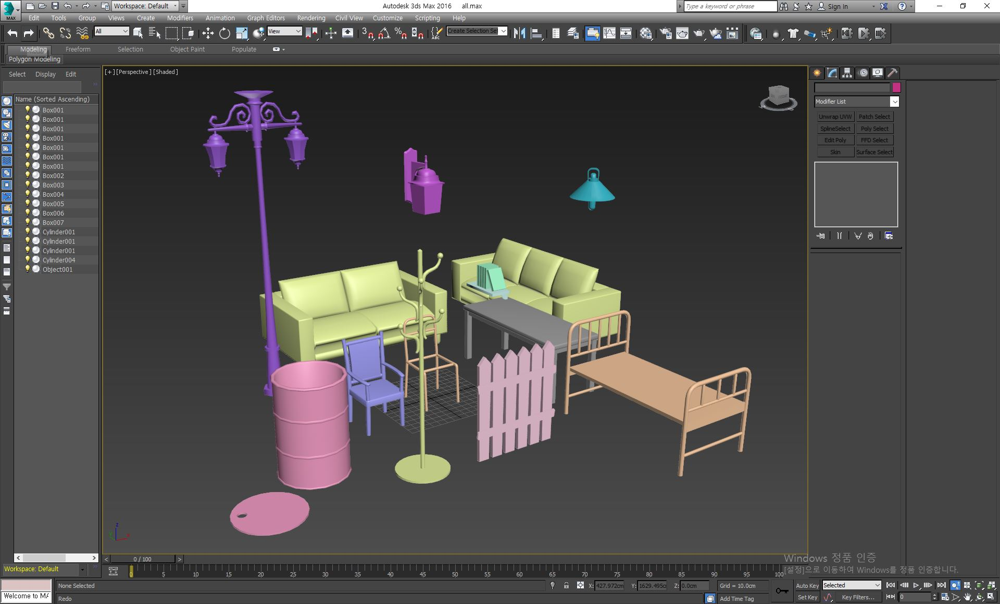 Workspace: Default
Autodesk 3ds Max 2016 all.max
Type a keyword or phrase
Sign In
MAX
Edit Tools Group Views Create Modifiers Animation Graph Editors Rendering Civil View Customize Scripting Help
All
View
3
ABC
Create Selection Se
Modeling Freeform Selection Object Paint Populate
Polygon Modeling
Select Display Edit
Name (Sorted Ascending)
Box001
Box001
Box001
Box001
Box001
Box001
Box001
Box002
Box003
Box004
Box005
Box006
Box007
Cylinder001
Cylinder001
Cylinder001
Cylinder004
Object001
[+] [Perspective] [Shaded]
FRONT
Modifier List
Unwrap UVW Patch Select
SplineSelect Poly Select
Edit Poly FFD Select
Skin Surface Select
z
x
Windows 정품 인증
[설정]으로 이동하여 Windows를 정품 인증합니다.
0 / 100
Workspace: Default
0 5 10 15 20 25 30 35 40 45 50 55 60 65 70 75 80 85 90 95 100
None Selected
X: 427.972cm Y: 1629.495c Z: 0.0cm
Grid = 10.0cm
Auto Key Selected
Welcome to MA
Redo
Add Time Tag
Set Key Key Filters...
0